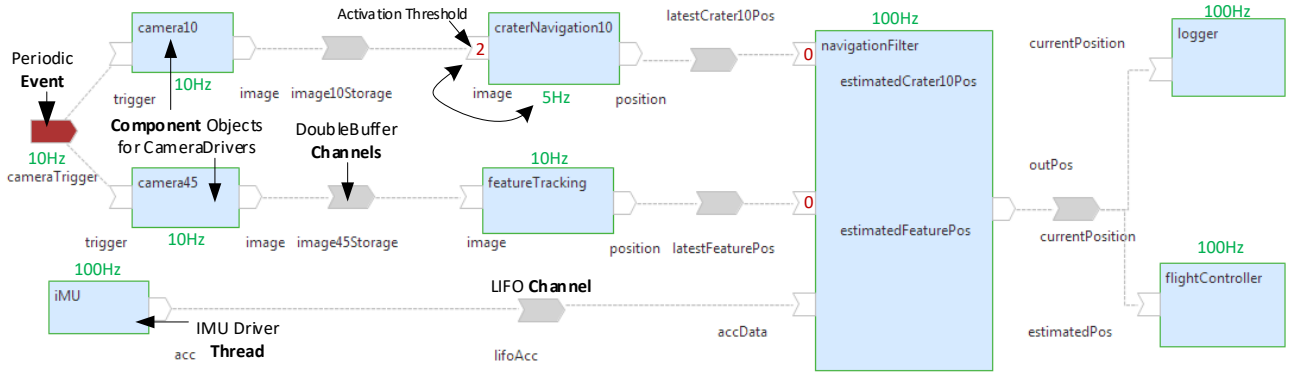 Periodic
Event
10Hz
cameraTrigger
camera10
10Hz
trigger
image
Component Objects
for CameraDrivers
camera45
10Hz
trigger
image
image10Storage
DoubleBuffer
Channels
image45Storage
Activation Threshold
2
craterNavigation10
image
5Hz
position
latestCrater10Pos
10Hz
featureTracking
image
position
latestFeaturePos
100Hz
iMU
acc
IMU Driver
Thread
LIFO Channel
lifoAcc
accData
100Hz
0
navigationFilter
estimatedCrater10Pos
0
estimatedFeaturePos
outPos
currentPosition
currentPosition
100Hz
logger
100Hz
flightController
estimatedPos